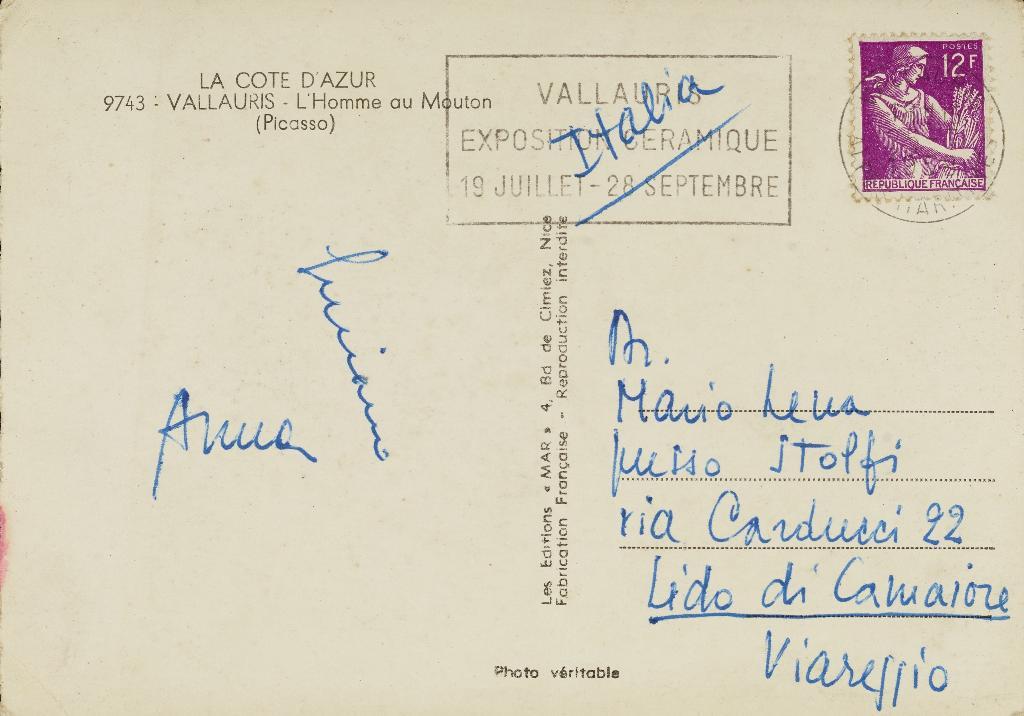 LA COTE D'AZUR
9743 : VALLAURIS - L'Homme au Mouton
(Picasso)
VALLAURIS
EXPOSITION CERAMIQUE
19 JUILLET - 28 SEPTEMBRE
Italia
POSTES
12F
REPUBLIQUE FRANÇAISE
Les Editions « MAR » 4, Bd de Cimiez, Nice
Fabrication Française - Reproduction interdite
Luciano
Anna
Mario Lena
presso Stolfi
via Carducci 22
Lido di Camaiore
Viareggio
Photo véritable